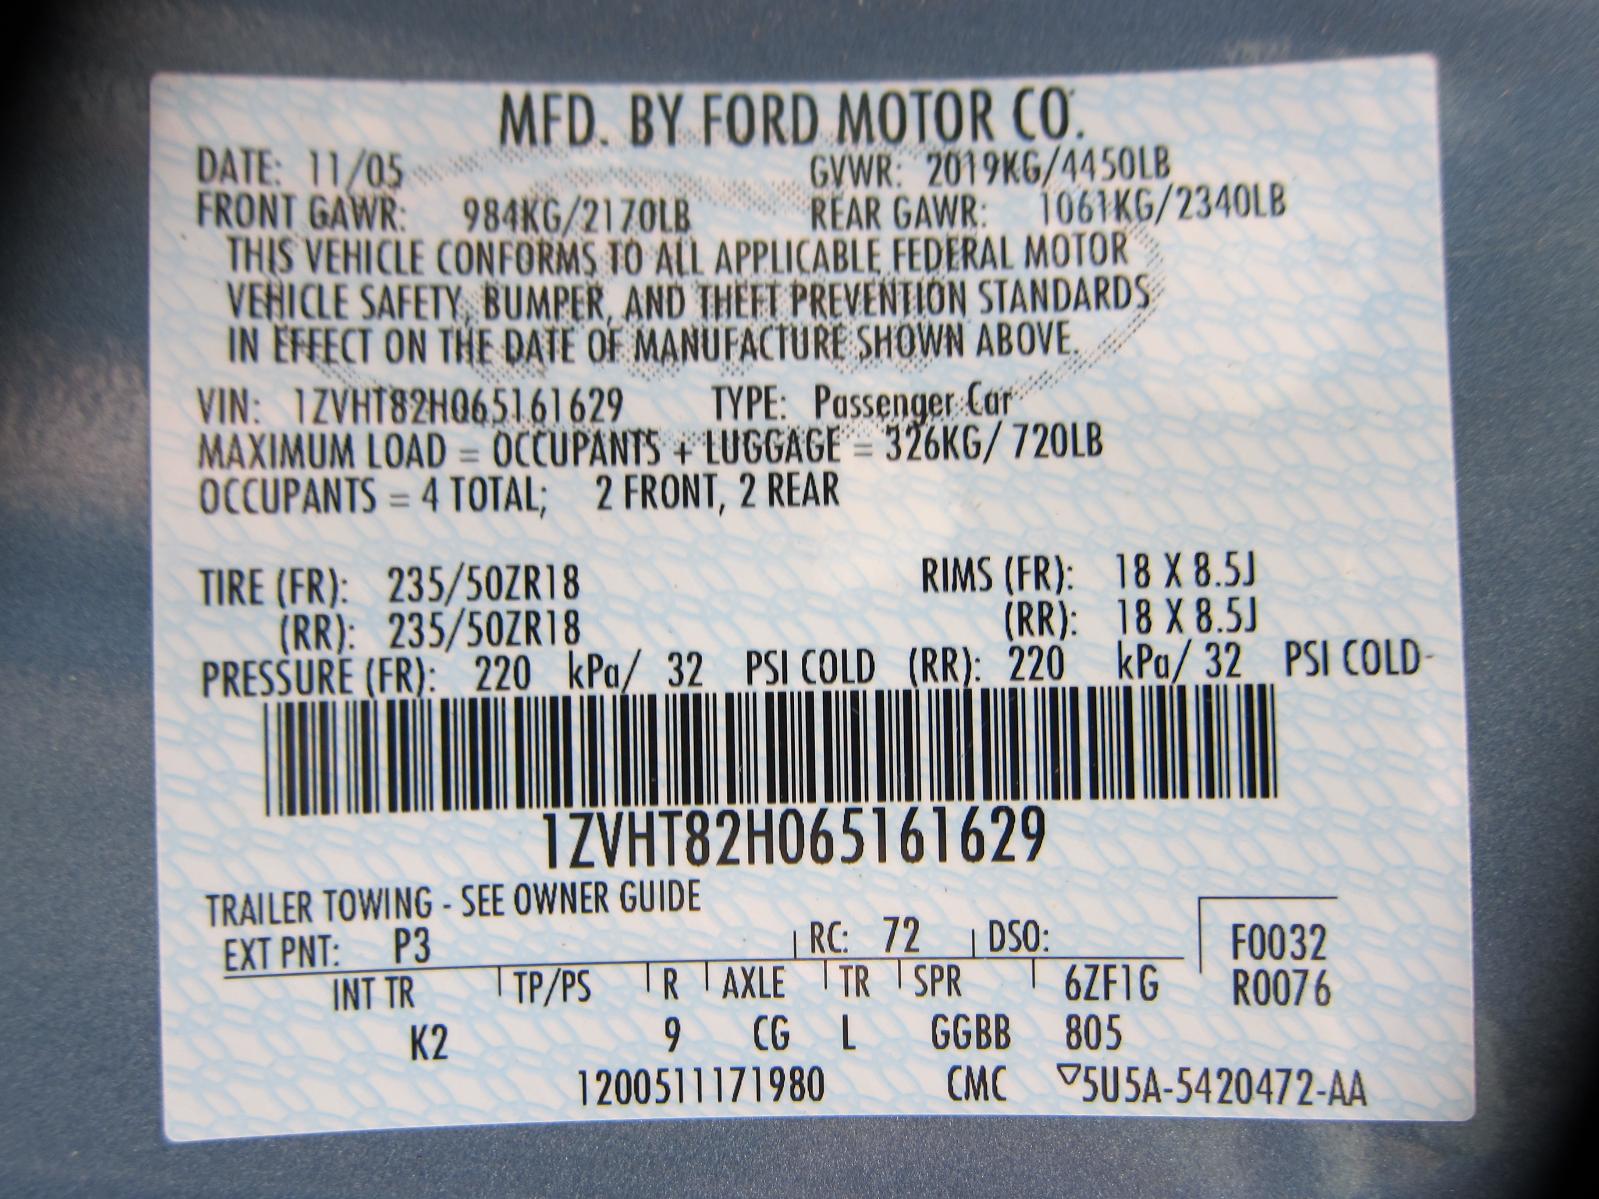 MFD. BY FORD MOTOR CO.
DATE: 11/05 GVWR: 2019KG/4450LB
FRONT GAWR: 984KG/2170LB REAR GAWR: 1061KG/2340LB
THIS VEHICLE CONFORMS TO ALL APPLICABLE FEDERAL MOTOR
VEHICLE SAFETY, BUMPER, AND THEFT PREVENTION STANDARDS
IN EFFECT ON THE DATE OF MANUFACTURE SHOWN ABOVE.
VIN: 1ZVHT82H065161629 TYPE: Passenger Car
MAXIMUM LOAD = OCCUPANTS + LUGGAGE = 326KG/ 720LB
OCCUPANTS = 4 TOTAL; 2 FRONT, 2 REAR
TIRE (FR): 235/50ZR18 RIMS (FR): 18 X 8.5J
(RR): 235/50ZR18 (RR): 18 X 8.5J
PRESSURE (FR): 220 kPa/ 32 PSI COLD (RR): 220 kPa/ 32 PSI COLD-
1ZVHT82H065161629
TRAILER TOWING - SEE OWNER GUIDE
EXT PNT: P3 RC: 72 DSO: F0032
INT TR TP/PS R AXLE TR SPR 6ZF1G R0076
K2 9 CG L GGBB 805
1200511171980 CMC ▽5U5A-5420472-AA